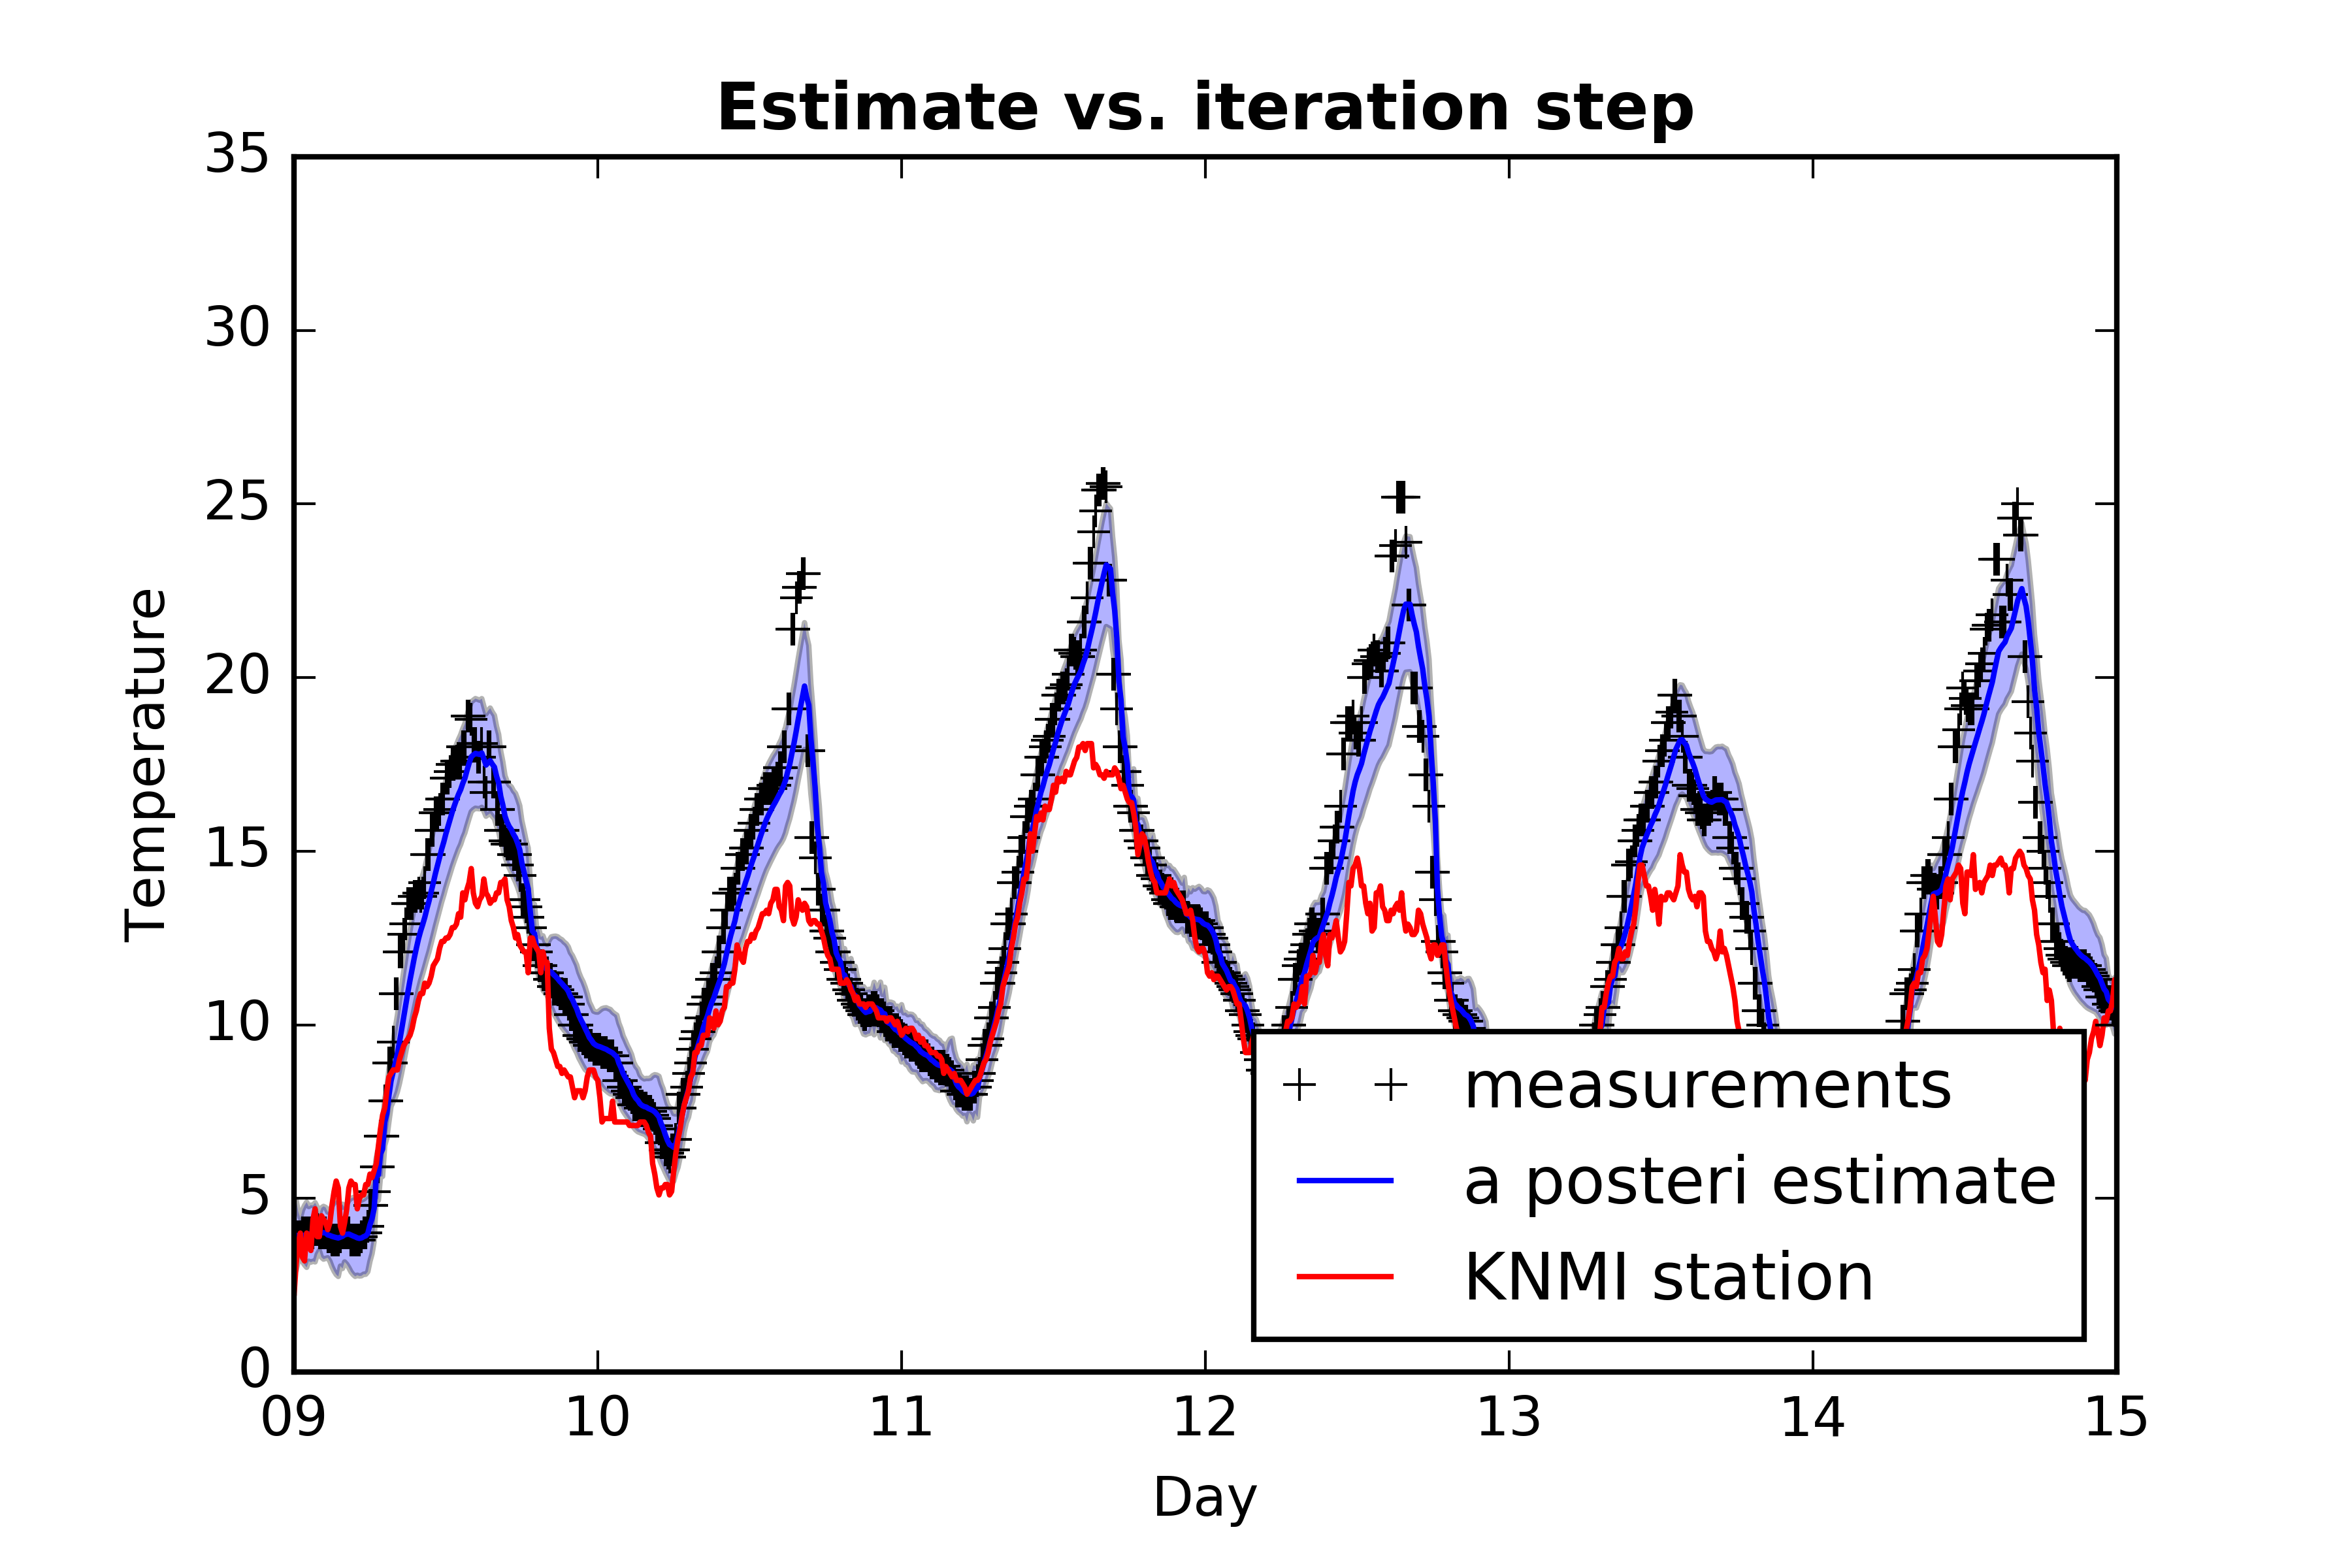 Estimate vs. iteration step
35
30
25
20
15
10
5
0
Temperature
09 10 11 12 13 14 15
Day
measurements
a posteri estimate
KNMI station